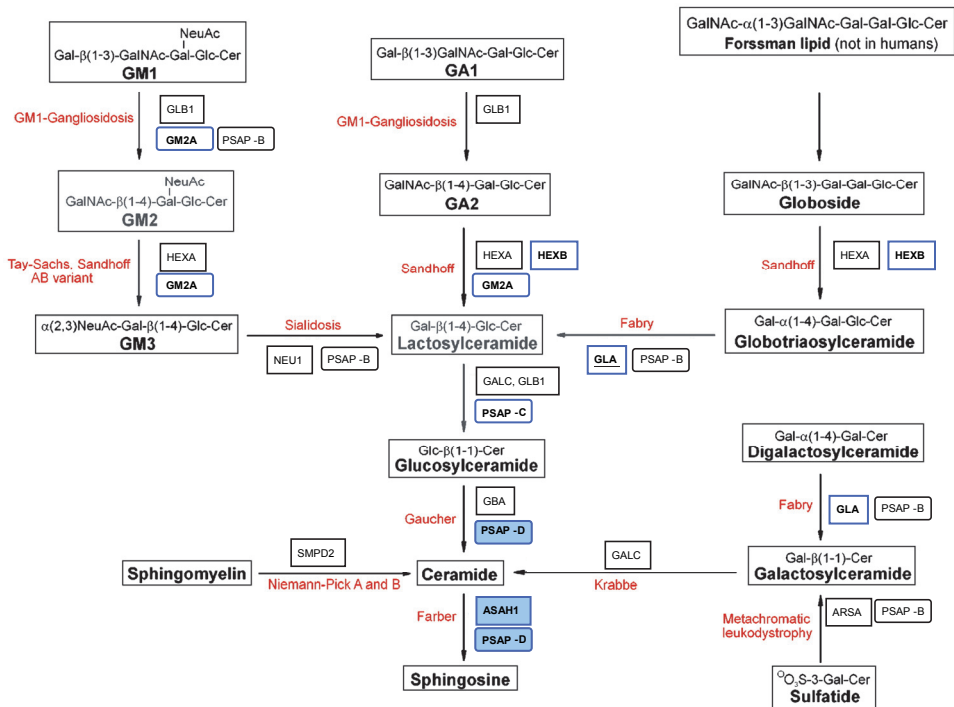 NeuAc
Gal-β(1-3)-GalNAc-Gal-Glc-Cer
GM1
Gal-β(1-3)GalNAc-Gal-Glc-Cer
GA1
GalNAc-α(1-3)GalNAc-Gal-Gal-Glc-Cer
Forssman lipid (not in humans)
GM1-Gangliosidosis
GLB1
GM2A
PSAP -B
GM1-Gangliosidosis
GLB1
NeuAc
GalNAc-β(1-4)-Gal-Glc-Cer
GM2
GalNAc-β(1-4)-Gal-Glc-Cer
GA2
GalNAc-β(1-3)-Gal-Gal-Glc-Cer
Globoside
Tay-Sachs, Sandhoff
AB variant
HEXA
GM2A
Sandhoff
HEXA
HEXB
GM2A
Sandhoff
HEXA
HEXB
α(2,3)NeuAc-Gal-β(1-4)-Glc-Cer
GM3
Sialidosis
NEU1
PSAP -B
Gal-β(1-4)-Glc-Cer
Lactosylceramide
Fabry
GLA
PSAP -B
Gal-α(1-4)-Gal-Glc-Cer
Globotriaosylceramide
GALC, GLB1
PSAP -C
Glc-β(1-1)-Cer
Glucosylceramide
Gal-α(1-4)-Gal-Cer
Digalactosylceramide
Gaucher
GBA
PSAP -D
Fabry
GLA
PSAP -B
Sphingomyelin
SMPD2
Niemann-Pick A and B
Ceramide
GALC
Krabbe
Gal-β(1-1)-Cer
Galactosylceramide
Farber
ASAH1
PSAP -D
Metachromatic
leukodystrophy
ARSA
PSAP -B
Sphingosine
⁰O₃S-3-Gal-Cer
Sulfatide